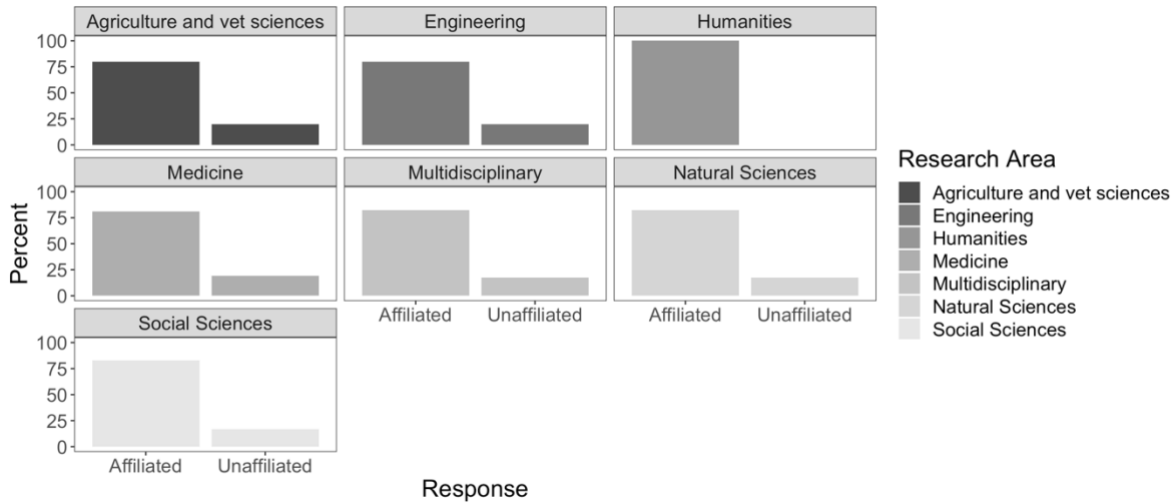 Agriculture and vet sciences
Engineering
Humanities
100
75
50
25
0
Medicine
Multidisciplinary
Natural Sciences
100
75
50
25
0
Affiliated
Unaffiliated
Affiliated
Unaffiliated
Social Sciences
100
75
50
25
0
Affiliated
Unaffiliated
Percent
Response
Research Area
Agriculture and vet sciences
Engineering
Humanities
Medicine
Multidisciplinary
Natural Sciences
Social Sciences